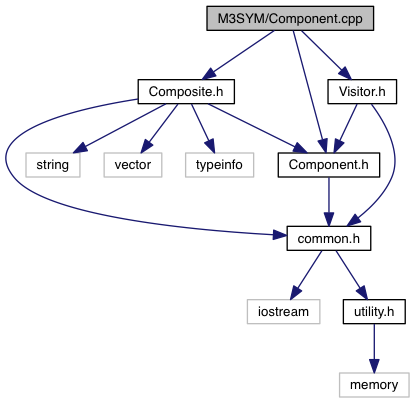 M3SYM/Component.cpp
Composite.h
Visitor.h
string
vector
typeinfo
Component.h
common.h
iostream
utility.h
memory